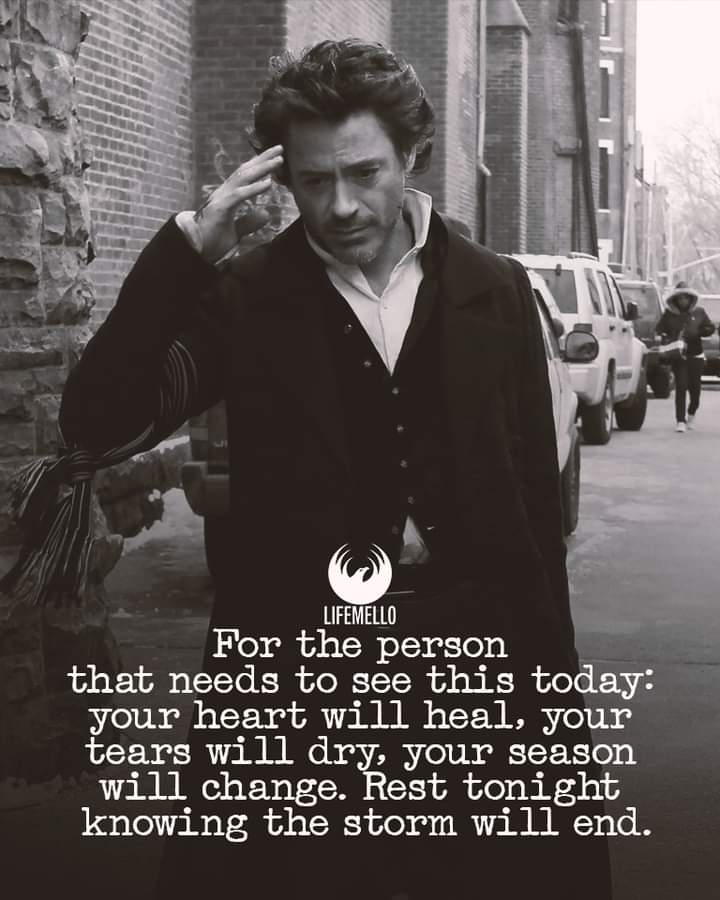 LIFEMELLO
For the person
that needs to see this today:
your heart will heal, your
tears will dry, your season
will change. Rest tonight
knowing the storm will end.